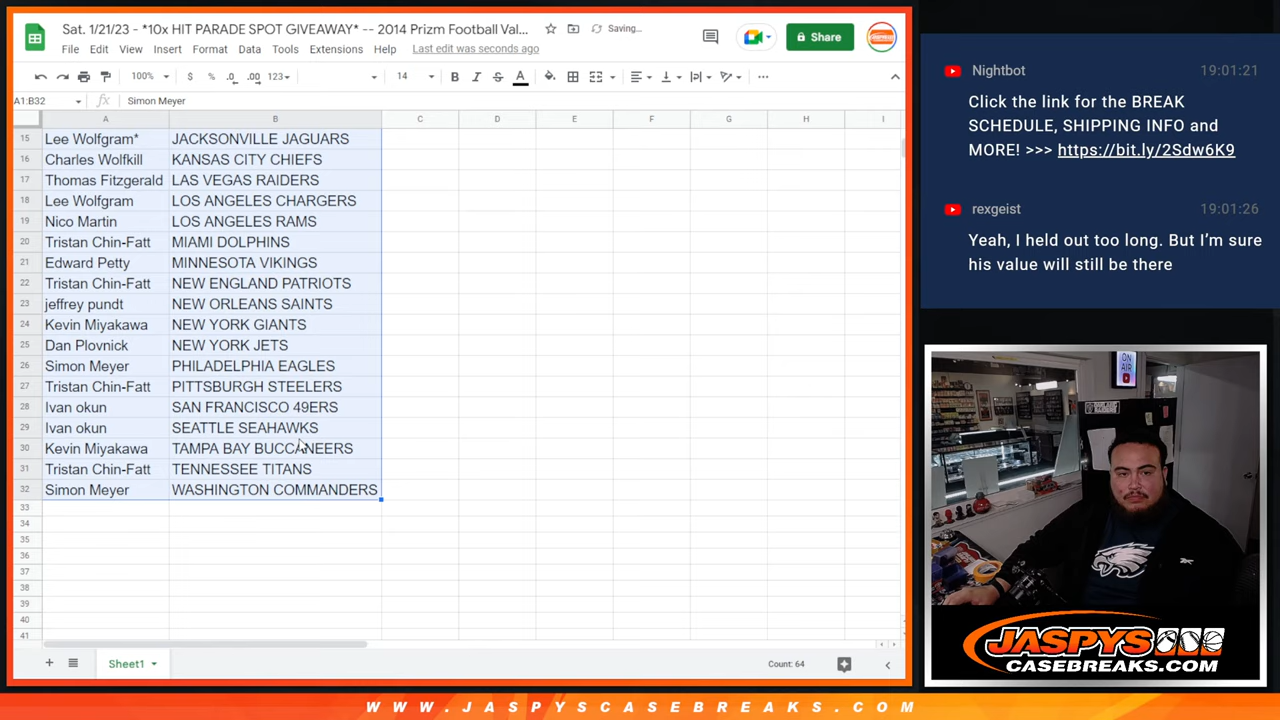 Sat. 1/21/23 - *10x HIT PARADE SPOT GIVEAWAY* -- 2014 Prizm Football Val...
Saving...
Share
File Edit View Insert Format Data Tools Extensions Help Last edit was seconds ago
100% $ % .0 .00 123 14 B I S A
A1:B32 fx Simon Meyer
A B C D E F G H I
15 Lee Wolfgram* JACKSONVILLE JAGUARS
16 Charles Wolfkill KANSAS CITY CHIEFS
17 Thomas Fitzgerald LAS VEGAS RAIDERS
18 Lee Wolfgram LOS ANGELES CHARGERS
19 Nico Martin LOS ANGELES RAMS
20 Tristan Chin-Fatt MIAMI DOLPHINS
21 Edward Petty MINNESOTA VIKINGS
22 Tristan Chin-Fatt NEW ENGLAND PATRIOTS
23 jeffrey pundt NEW ORLEANS SAINTS
24 Kevin Miyakawa NEW YORK GIANTS
25 Dan Plovnick NEW YORK JETS
26 Simon Meyer PHILADELPHIA EAGLES
27 Tristan Chin-Fatt PITTSBURGH STEELERS
28 Ivan okun SAN FRANCISCO 49ERS
29 Ivan okun SEATTLE SEAHAWKS
30 Kevin Miyakawa TAMPA BAY BUCCANEERS
31 Tristan Chin-Fatt TENNESSEE TITANS
32 Simon Meyer WASHINGTON COMMANDERS
33
34
35
36
37
38
39
40
41
Sheet1
Count: 64
Nightbot 19:01:21
Click the link for the BREAK
SCHEDULE, SHIPPING INFO and
MORE! >>> https://bit.ly/2Sdw6K9
rexgeist 19:01:26
Yeah, I held out too long. But I'm sure
his value will still be there
ON
AIR
EAGLES
JASPYS
CASEBREAKS.COM
WWW.JASPYSCASEBREAKS.COM